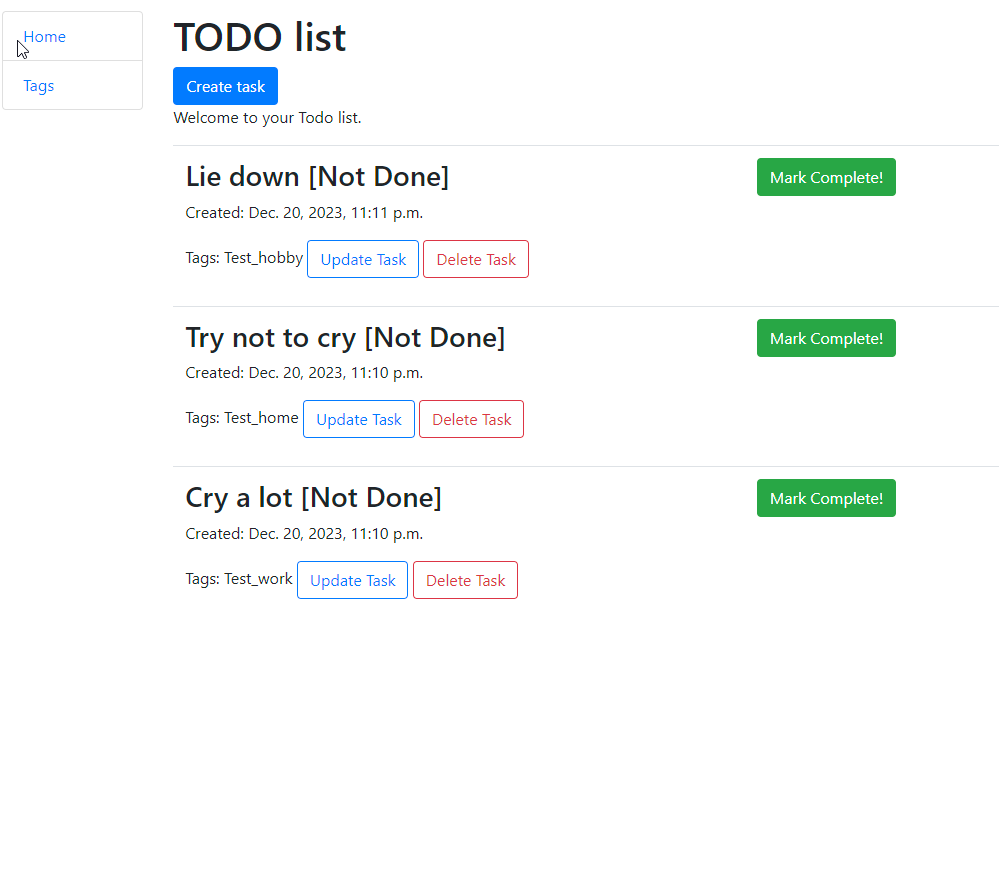 Home
Tags
TODO list
Create task
Welcome to your Todo list.
Lie down [Not Done]
Mark Complete!
Created: Dec. 20, 2023, 11:11 p.m.
Tags: Test_hobby Update Task Delete Task
Try not to cry [Not Done]
Mark Complete!
Created: Dec. 20, 2023, 11:10 p.m.
Tags: Test_home Update Task Delete Task
Cry a lot [Not Done]
Mark Complete!
Created: Dec. 20, 2023, 11:10 p.m.
Tags: Test_work Update Task Delete Task